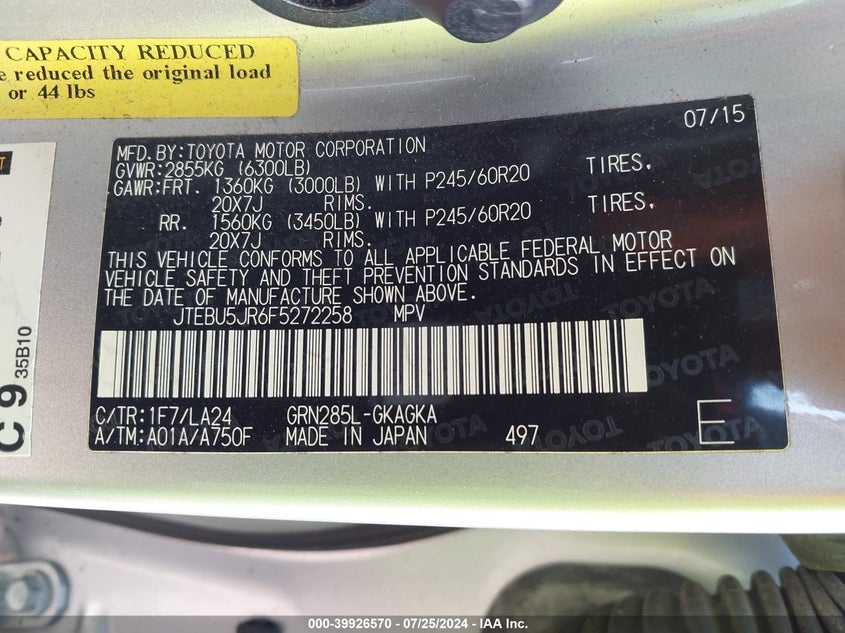 CAPACITY REDUCED
reduced the original load
or 44 lbs
07/15
MFD.BY:TOYOTA MOTOR CORPORATION
GVWR:2855KG (6300LB)
GAWR:FRT. 1360KG (3000LB) WITH P245/60R20 TIRES,
20X7J RIMS.
RR. 1560KG (3450LB) WITH P245/60R20 TIRES,
20X7J RIMS.
THIS VEHICLE CONFORMS TO ALL APPLICABLE FEDERAL MOTOR
VEHICLE SAFETY AND THEFT PREVENTION STANDARDS IN EFFECT ON
THE DATE OF MANUFACTURE SHOWN ABOVE.
JTEBU5JR6F5272258 MPV
C/TR:1F7/LA24 GRN285L-GKAGKA
A/TM:A01A/A750F MADE IN JAPAN 497 E
C 9 35B10
TOYOTA
000-39926570 - 07/25/2024 - IAA Inc.